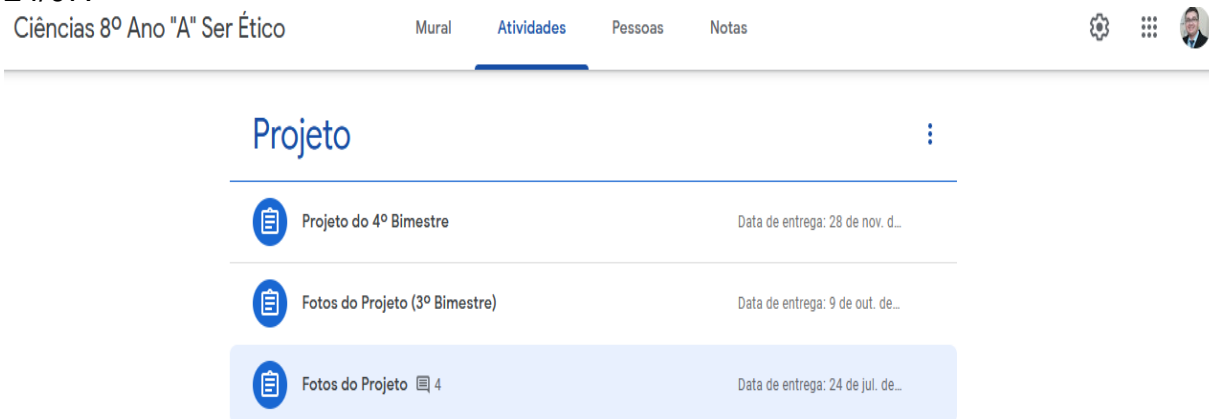 Ciências 8º Ano "A" Ser Ético Mural Atividades Pessoas Notas
Projeto
Projeto do 4º Bimestre Data de entrega: 28 de nov. d...
Fotos do Projeto (3º Bimestre) Data de entrega: 9 de out. de...
Fotos do Projeto 4 Data de entrega: 24 de jul. de...